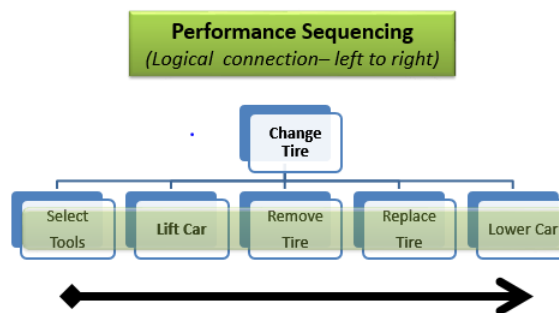 Performance Sequencing
(Logical connection– left to right)
Change
Tire
Select
Tools
Lift Car
Remove
Tire
Replace
Tire
Lower Car